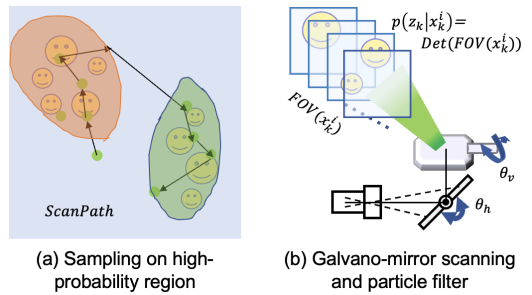 ScanPath
(a) Sampling on high-
probability region
p(z_k|x_k^i)=
Det(FOV(x_k^i))
FOV(x_k^i)
θ_v
θ_h
(b) Galvano-mirror scanning
and particle filter